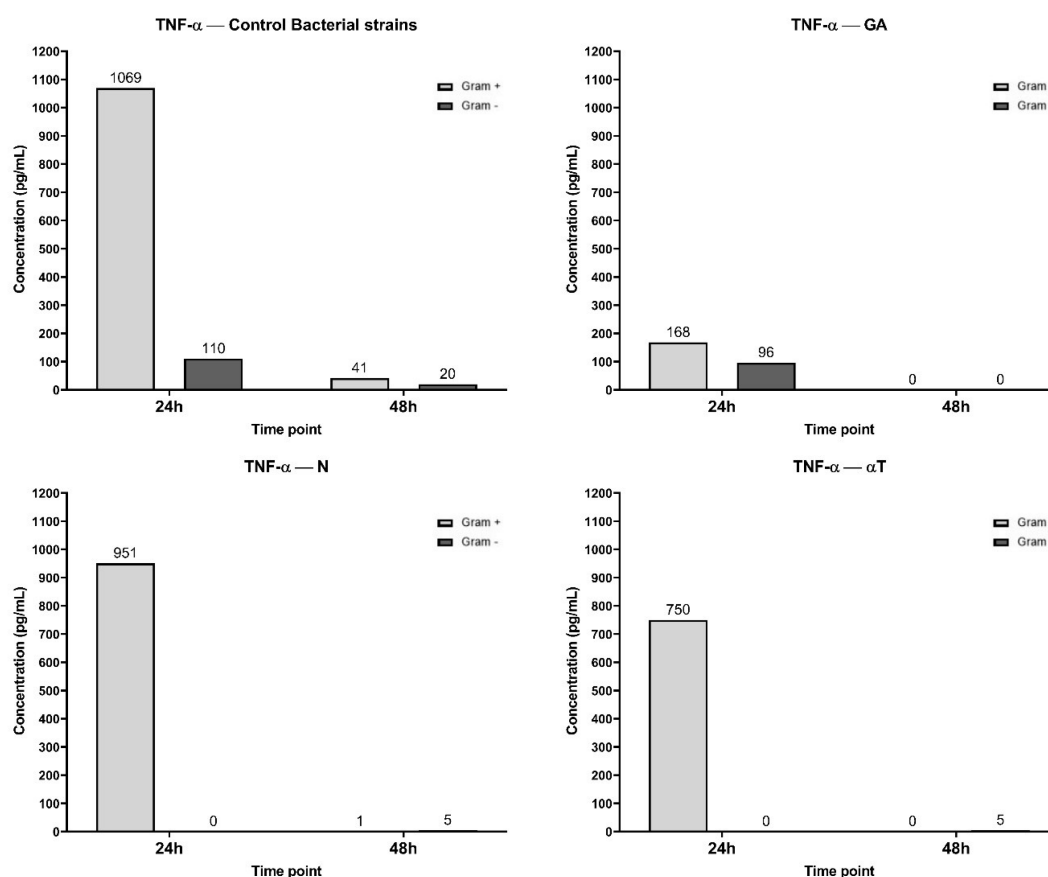 TNF-α — Control Bacterial strains
1200
1100
1000
900
800
700
600
500
400
300
200
100
0
Concentration (pg/mL)
1069
110
41
20
Gram +
Gram -
24h
48h
Time point
TNF-α — GA
1200
1100
1000
900
800
700
600
500
400
300
200
100
0
Concentration (pg/mL)
168
96
0
0
Gram
Gram
24h
48h
Time point
TNF-α — N
1200
1100
1000
900
800
700
600
500
400
300
200
100
0
Concentration (pg/mL)
951
0
1
5
Gram +
Gram -
24h
48h
Time point
TNF-α — αT
1200
1100
1000
900
800
700
600
500
400
300
200
100
0
Concentration (pg/mL)
750
0
0
5
Gram
Gram
24h
48h
Time point